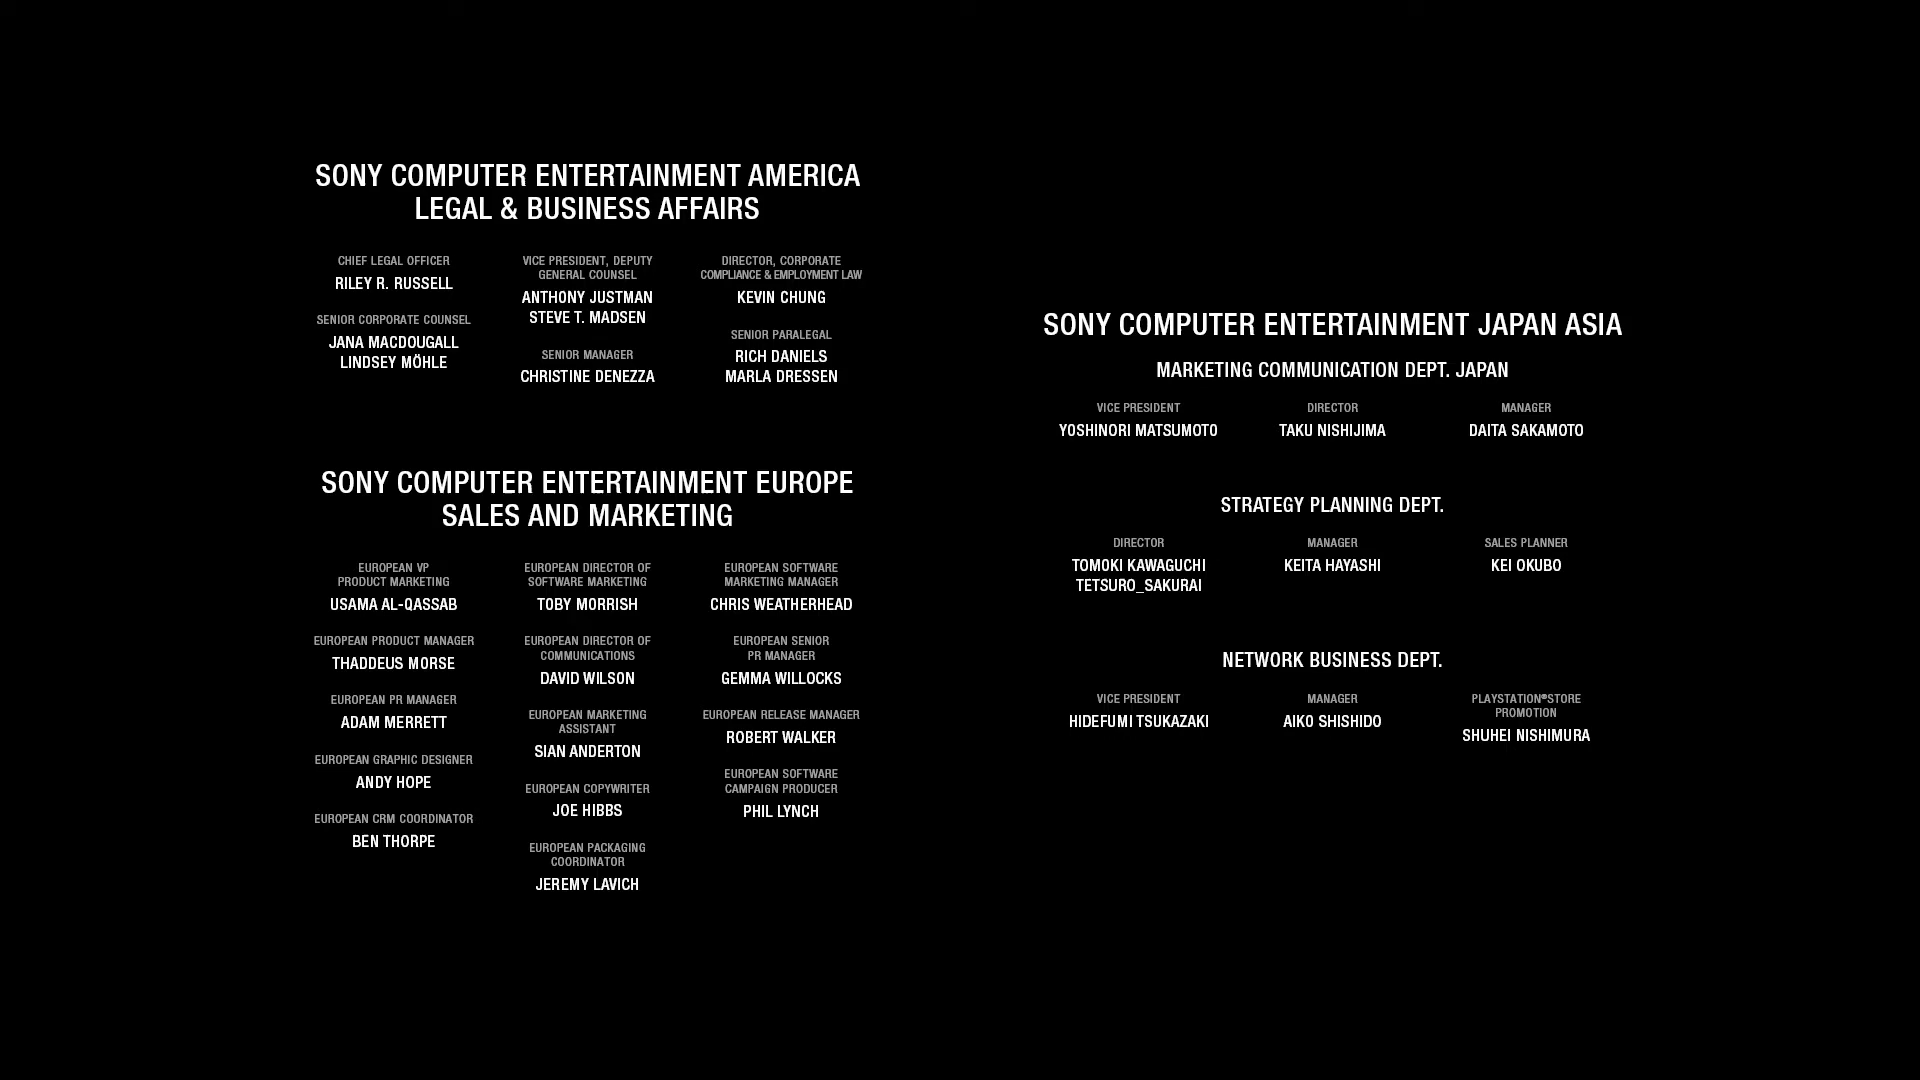 SONY COMPUTER ENTERTAINMENT AMERICA
LEGAL & BUSINESS AFFAIRS
CHIEF LEGAL OFFICER
RILEY R. RUSSELL
SENIOR CORPORATE COUNSEL
JANA MACDOUGALL
LINDSEY MÖHLE
VICE PRESIDENT, DEPUTY
GENERAL COUNSEL
ANTHONY JUSTMAN
STEVE T. MADSEN
SENIOR MANAGER
CHRISTINE DENEZZA
DIRECTOR, CORPORATE
COMPLIANCE & EMPLOYMENT LAW
KEVIN CHUNG
SENIOR PARALEGAL
RICH DANIELS
MARLA DRESSEN
SONY COMPUTER ENTERTAINMENT EUROPE
SALES AND MARKETING
EUROPEAN VP
PRODUCT MARKETING
USAMA AL-QASSAB
EUROPEAN PRODUCT MANAGER
THADDEUS MORSE
EUROPEAN PR MANAGER
ADAM MERRETT
EUROPEAN GRAPHIC DESIGNER
ANDY HOPE
EUROPEAN CRM COORDINATOR
BEN THORPE
EUROPEAN DIRECTOR OF
SOFTWARE MARKETING
TOBY MORRISH
EUROPEAN DIRECTOR OF
COMMUNICATIONS
DAVID WILSON
EUROPEAN MARKETING
ASSISTANT
SIAN ANDERTON
EUROPEAN COPYWRITER
JOE HIBBS
EUROPEAN PACKAGING
COORDINATOR
JEREMY LAVICH
EUROPEAN SOFTWARE
MARKETING MANAGER
CHRIS WEATHERHEAD
EUROPEAN SENIOR
PR MANAGER
GEMMA WILLOCKS
EUROPEAN RELEASE MANAGER
ROBERT WALKER
EUROPEAN SOFTWARE
CAMPAIGN PRODUCER
PHIL LYNCH
SONY COMPUTER ENTERTAINMENT JAPAN ASIA
MARKETING COMMUNICATION DEPT. JAPAN
VICE PRESIDENT
YOSHINORI MATSUMOTO
DIRECTOR
TAKU NISHIJIMA
MANAGER
DAITA SAKAMOTO
STRATEGY PLANNING DEPT.
DIRECTOR
TOMOKI KAWAGUCHI
TETSURO_SAKURAI
MANAGER
KEITA HAYASHI
SALES PLANNER
KEI OKUBO
NETWORK BUSINESS DEPT.
VICE PRESIDENT
HIDEFUMI TSUKAZAKI
MANAGER
AIKO SHISHIDO
PLAYSTATION®STORE
PROMOTION
SHUHEI NISHIMURA